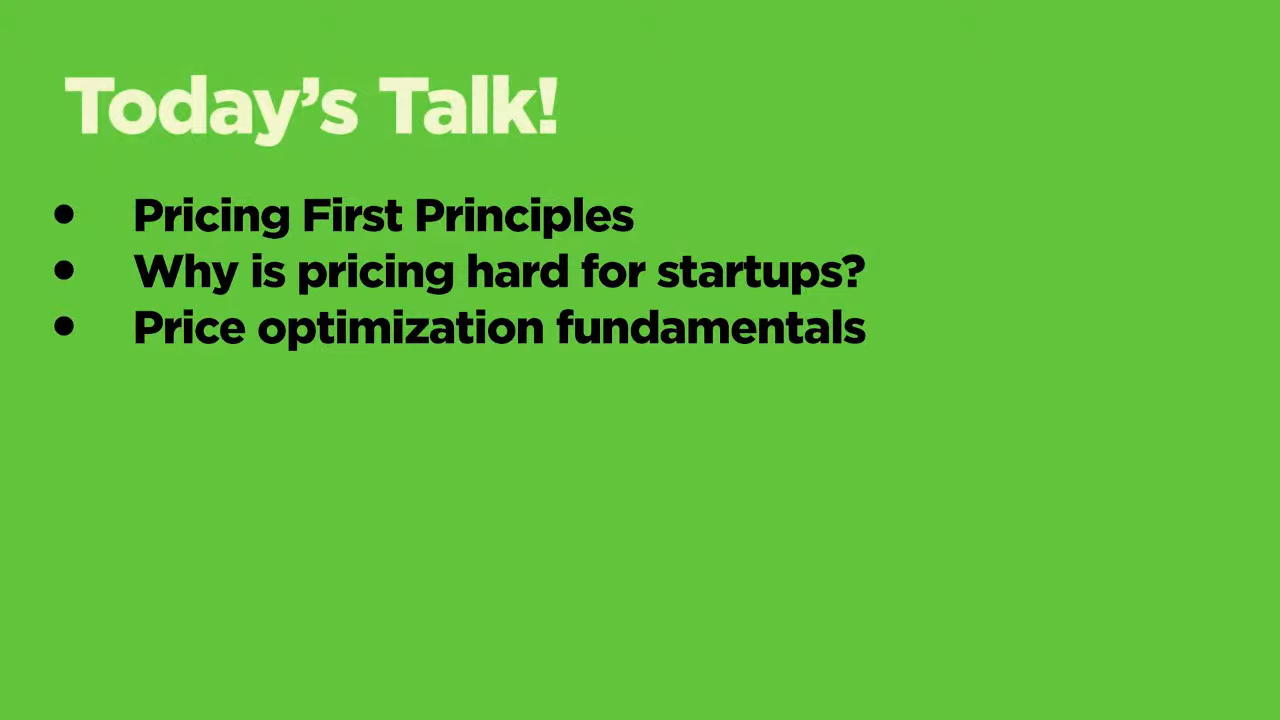 Today’s Talk!
• Pricing First Principles
• Why is pricing hard for startups?
• Price optimization fundamentals